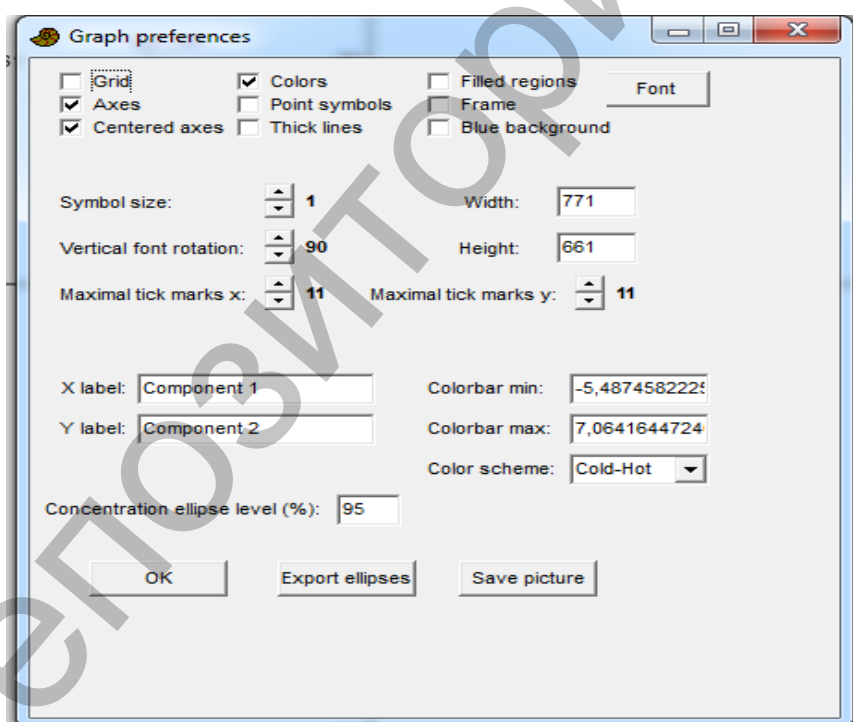 Graph preferences
Grid Colors Filled regions Font
Axes Point symbols Frame
Centered axes Thick lines Blue background
Symbol size: 1 Width: 771
Vertical font rotation: 90 Height: 661
Maximal tick marks x: 11 Maximal tick marks y: 11
X label: Component 1 Colorbar min: -5,4874582225
Y label: Component 2 Colorbar max: 7,0641644724
Color scheme: Cold-Hot
Concentration ellipse level (%): 95
OK Export ellipses Save picture
епозитори